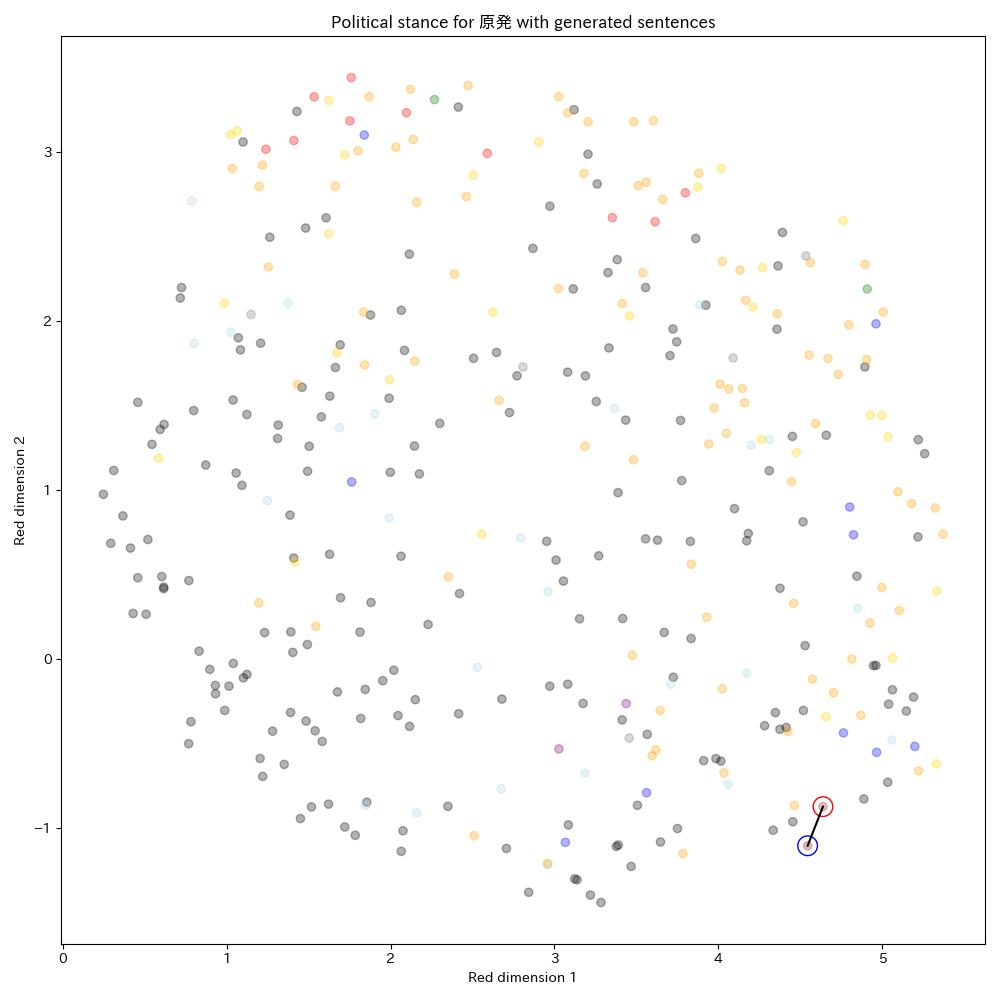 Political stance for 原発 with generated sentences
Red dimension 2
3
2
1
0
−1
0 1 2 3 4 5
Red dimension 1